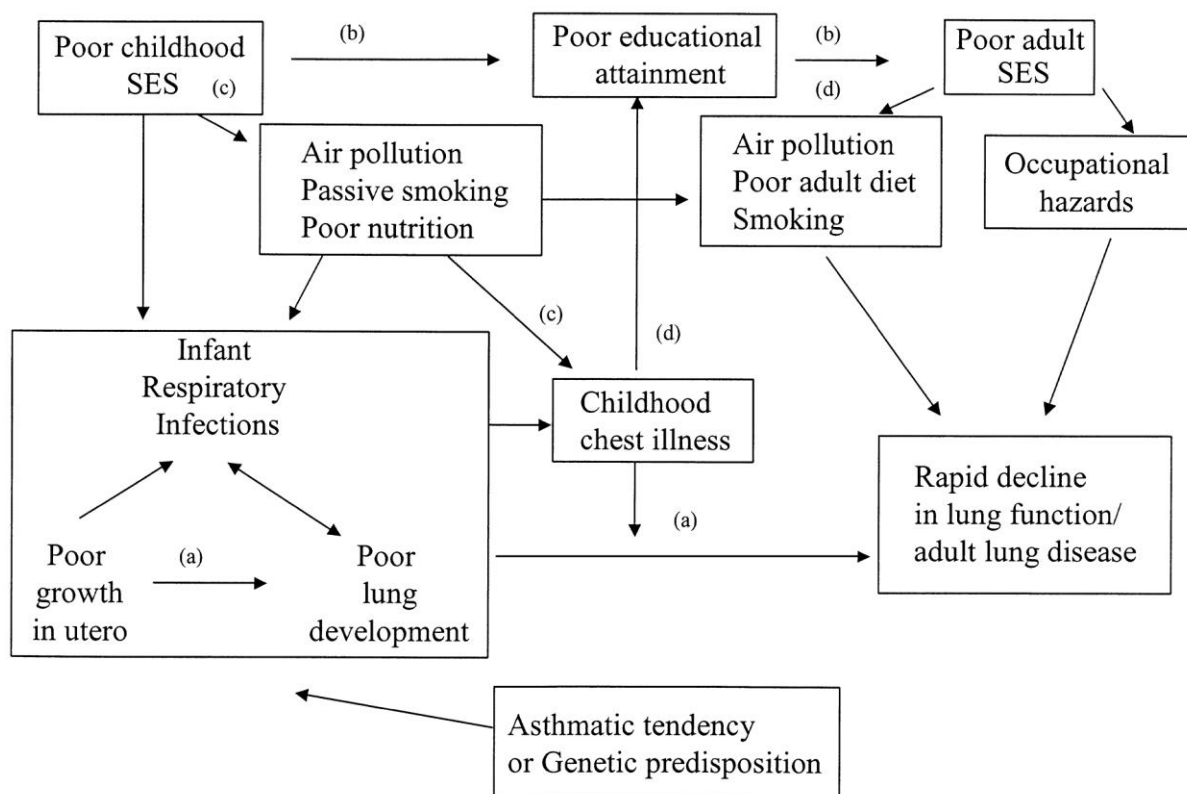 Poor childhood
SES (c)
(b)
Poor educational
attainment
(b)
(d)
Poor adult
SES
Air pollution
Passive smoking
Poor nutrition
Air pollution
Poor adult diet
Smoking
Occupational
hazards
Infant
Respiratory
Infections
(c)
(d)
Childhood
chest illness
Poor
growth
in utero
(a)
Poor
lung
development
(a)
Rapid decline
in lung function/
adult lung disease
Asthmatic tendency
or Genetic predisposition